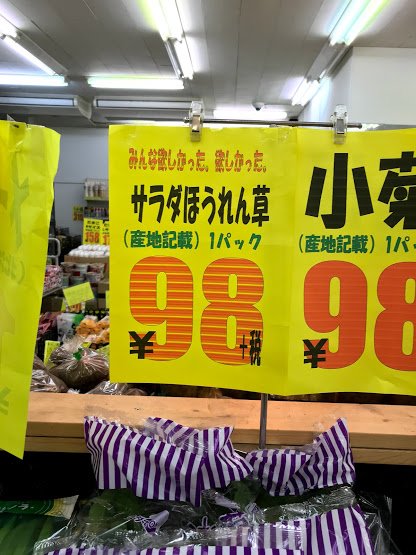 みんな欲しかった。欲しかった。
サラダほうれん草
(産地記載) 1パック
¥98+税
小菊
(産地記載) 1パッ
¥98